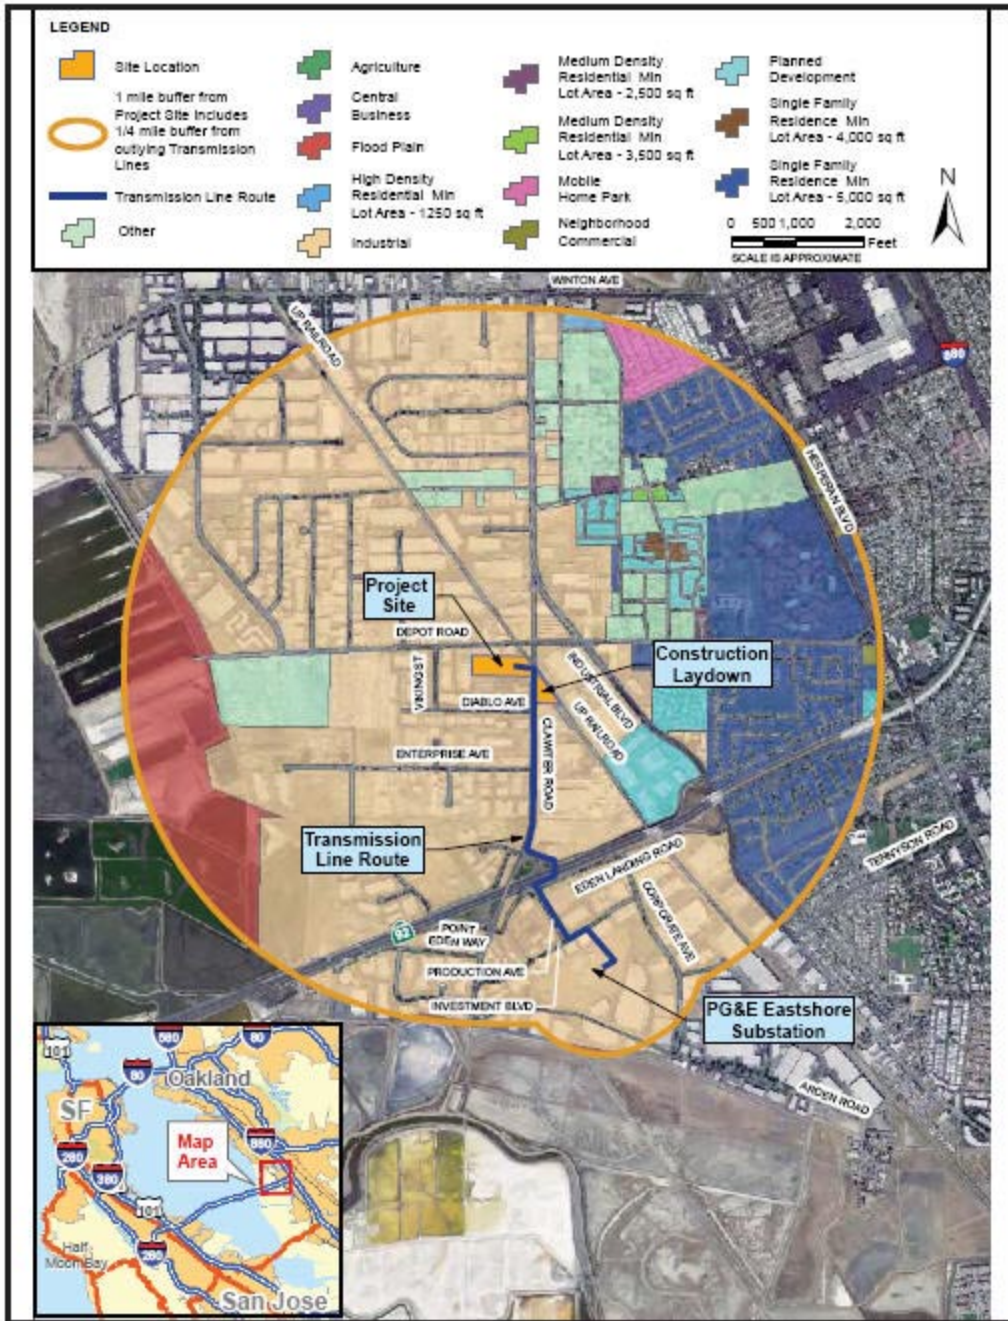 LEGEND
Site Location
1 mile buffer from
Project Site Includes
1/4 mile buffer from
outlying Transmission
Lines
Transmission Line Route
Other
Agriculture
Central
Business
Flood Plain
High Density
Residential Min
Lot Area - 1250 sq ft
Industrial
Medium Density
Residential Min
Lot Area - 2,500 sq ft
Medium Density
Residential Min
Lot Area - 3,500 sq ft
Mobile
Home Park
Neighborhood
Commercial
Planned
Development
Single Family
Residence Min
Lot Area - 4,000 sq ft
Single Family
Residence Min
Lot Area - 5,000 sq ft
N
0 500 1,000 2,000
Feet
SCALE IS APPROXIMATE
WINTON AVE
UP RAILROAD
880
HESPERIAN BLVD
Project
Site
DEPOT ROAD
VIKINGST
DIABLO AVE
INDUSTRIAL BLVD
UP RAILROAD
Construction
Laydown
CLAWITER ROAD
ENTERPRISE AVE
Transmission
Line Route
EDEN LANDING ROAD
TENNYSON ROAD
CORPORATE AVE
92
POINT
EDEN WAY
PRODUCTION AVE
INVESTMENT BLVD
PG&E Eastshore
Substation
ARDEN ROAD
101
580
80
80
Oakland
SF
Map
Area
880
280
380
101
280
Half
Moon Bay
San Jose